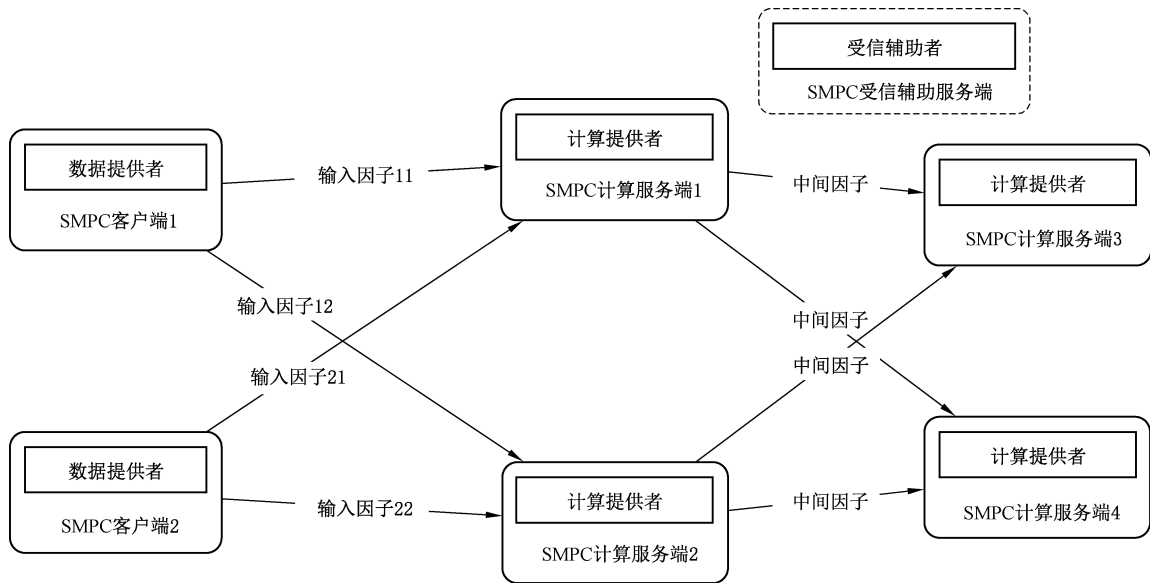 受信辅助者
SMPC受信辅助服务端
数据提供者
SMPC客户端1
输入因子11
计算提供者
SMPC计算服务端1
中间因子
计算提供者
SMPC计算服务端3
输入因子12
中间因子
输入因子21
中间因子
数据提供者
SMPC客户端2
输入因子22
计算提供者
SMPC计算服务端2
中间因子
计算提供者
SMPC计算服务端4